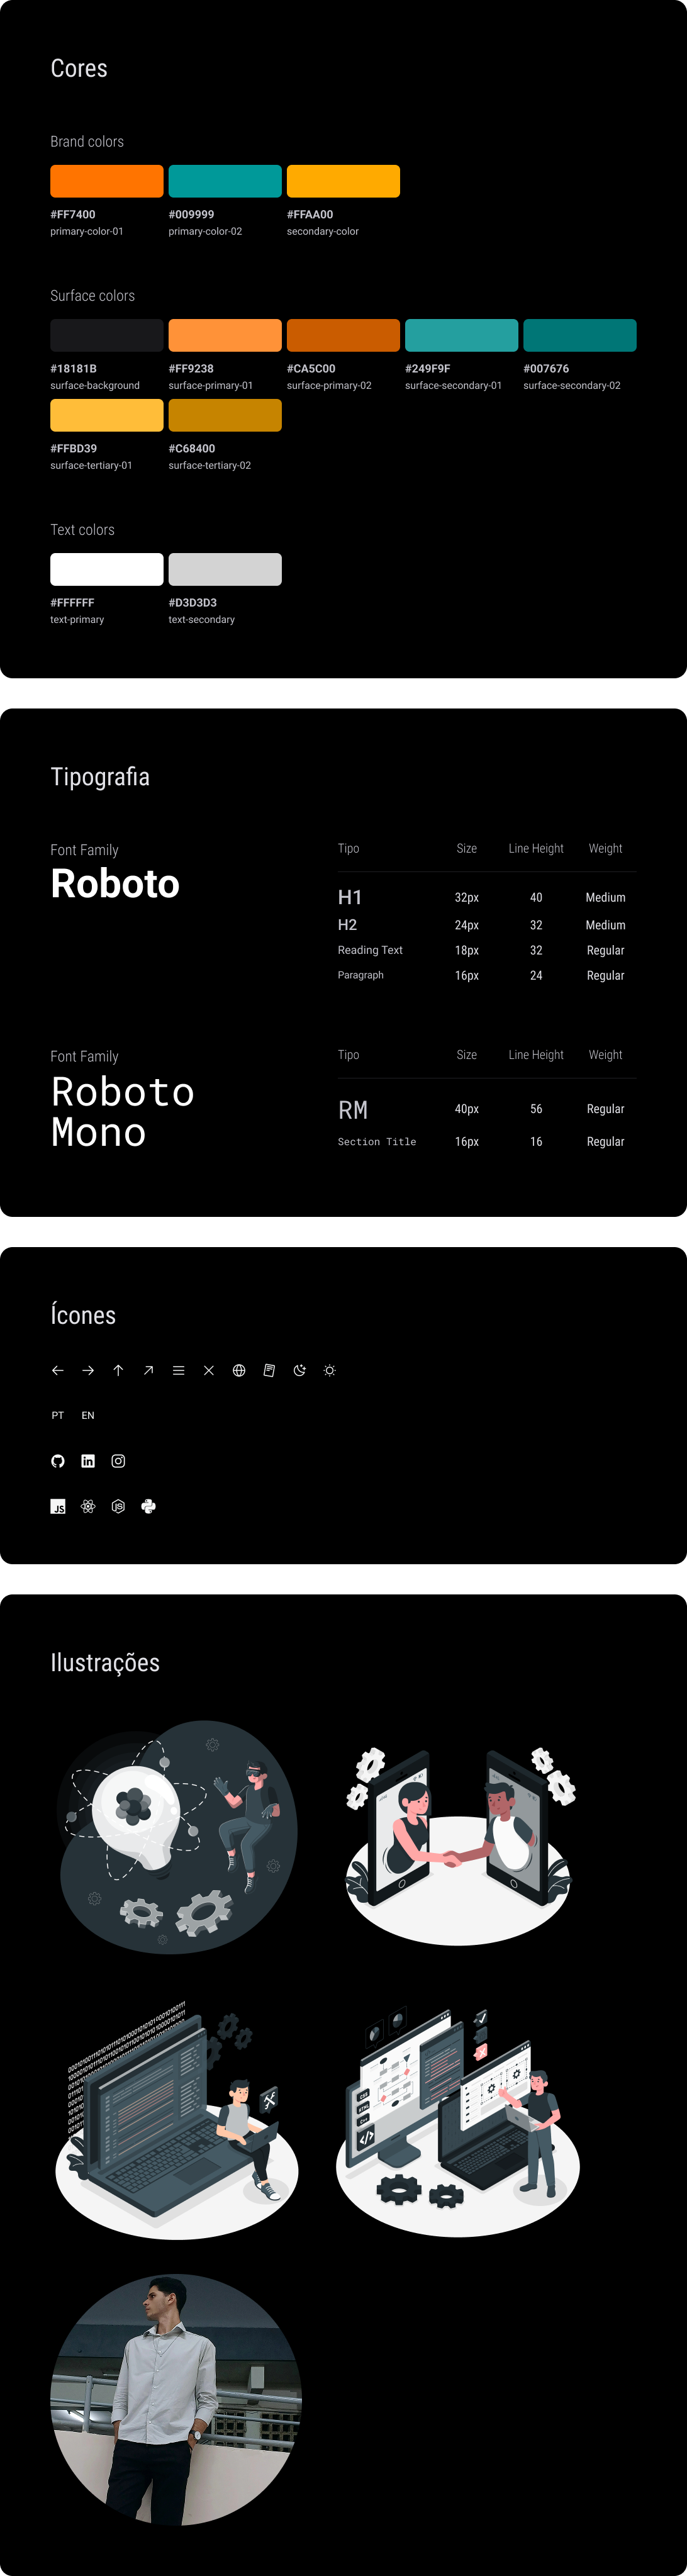 Cores
Brand colors
#FF7400 #009999 #FFAA00
primary-color-01 primary-color-02 secondary-color
Surface colors
#18181B #FF9238 #CA5C00 #249F9F #007676
surface-background surface-primary-01 surface-primary-02 surface-secondary-01 surface-secondary-02
#FFBD39 #C68400
surface-tertiary-01 surface-tertiary-02
Text colors
#FFFFFF #D3D3D3
text-primary text-secondary
Tipografia
Font Family
Roboto
Tipo Size Line Height Weight
H1 32px 40 Medium
H2 24px 32 Medium
Reading Text 18px 32 Regular
Paragraph 16px 24 Regular
Font Family
Roboto
Mono
Tipo Size Line Height Weight
RM 40px 56 Regular
Section Title 16px 16 Regular
Ícones
PT EN
in
JS JS
Ilustrações
CSS
HTML
</>